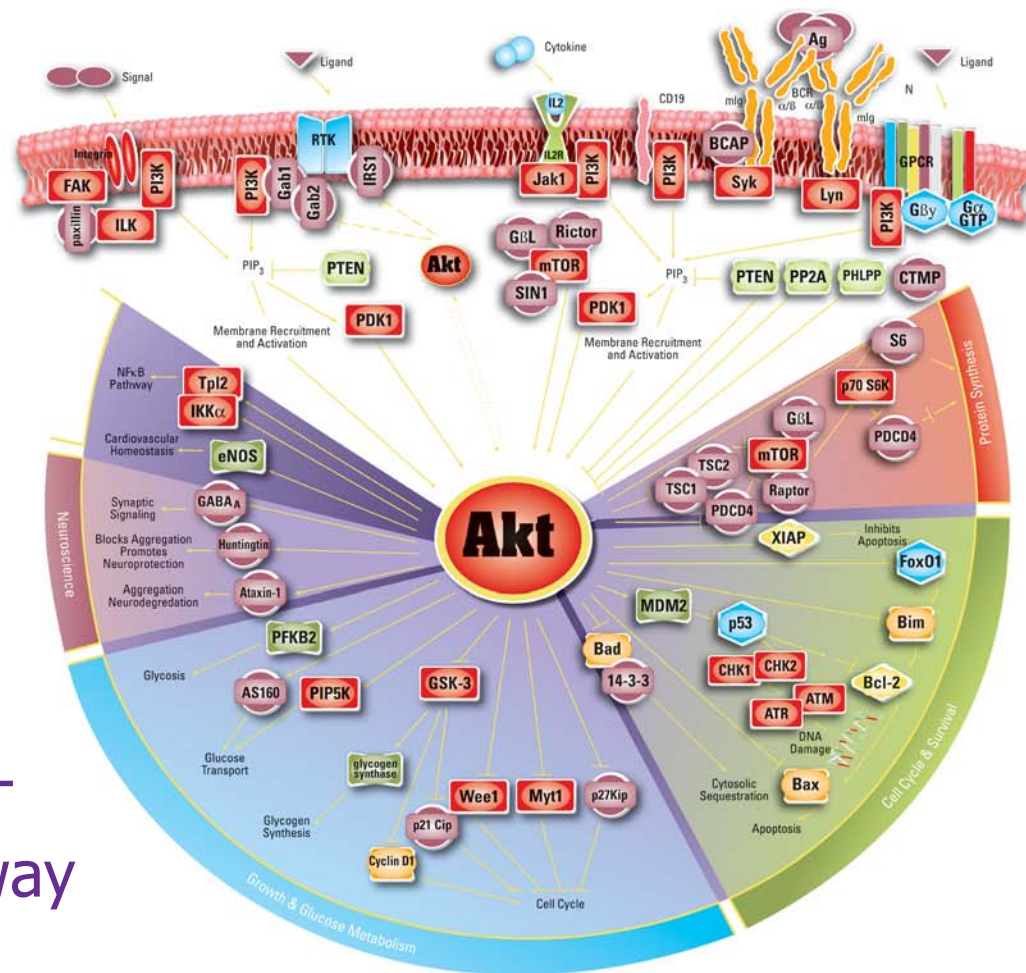 Signal
Ligand
Cytokine
Ag
Ligand
IL2
CD19
mIg
BCR
α/ß
α/ß
mIg
N
RTK
IL2R
BCAP
GPCR
Integrin
FAK
PI3K
PI3K
Gab1
Gab2
IRS1
Jak1
PI3K
PI3K
Syk
Lyn
PI3K
Gßγ
Gα
GTP
paxillin
ILK
GßL
Rictor
mTOR
SIN1
PIP3
PTEN
Akt
PIP3
PTEN
PP2A
PHLPP
CTMP
PDK1
PDK1
Membrane Recruitment
and Activation
Membrane Recruitment
and Activation
S6
p70 S6K
PDCD4
Protein Synthesis
NFκB
Pathway
Tpl2
IKKα
Cardiovascular
Homeostasis
eNOS
GßL
mTOR
TSC2
TSC1
Raptor
PDCD4
Neuroscience
Synaptic
Signaling
GABAA
Blocks Aggregation
Promotes
Neuroprotection
Huntingtin
Aggregation
Neurodegredation
Ataxin-1
Akt
XIAP
Inhibits
Apoptosis
FoxO1
MDM2
p53
Bim
Bad
14-3-3
CHK1
CHK2
ATM
ATR
Bcl-2
DNA
Damage
Bax
Cytosolic
Sequestration
Apoptosis
Cell Cycle & Survival
PFKB2
Glycosis
AS160
PIP5K
GSK-3
Glucose
Transport
glycogen
synthase
Glycogen
Synthesis
Wee1
Myt1
p27Kip
p21 Cip
Cyclin D1
Cell Cycle
Growth & Glucose Metabolism